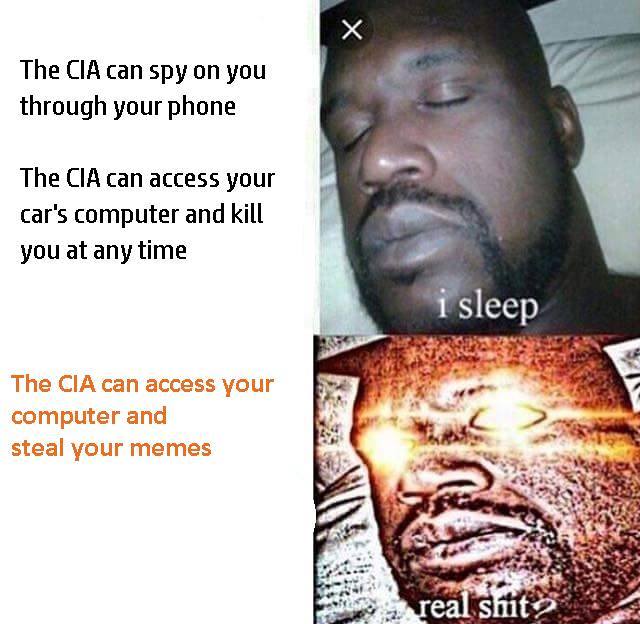 The CIA can spy on you
through your phone
The CIA can access your
car's computer and kill
you at any time
i sleep
The CIA can access your
computer and
steal your memes
real shit?